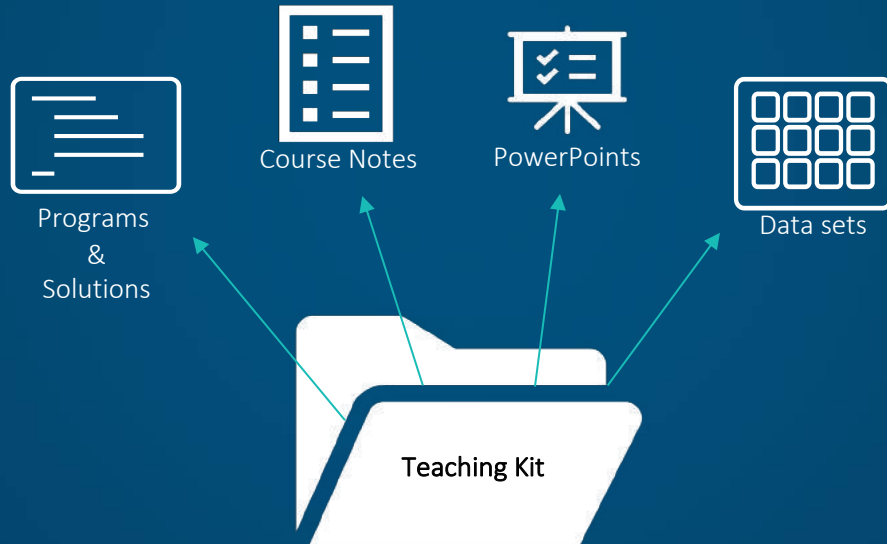 Programs
&
Solutions
Course Notes
PowerPoints
Data sets
Teaching Kit